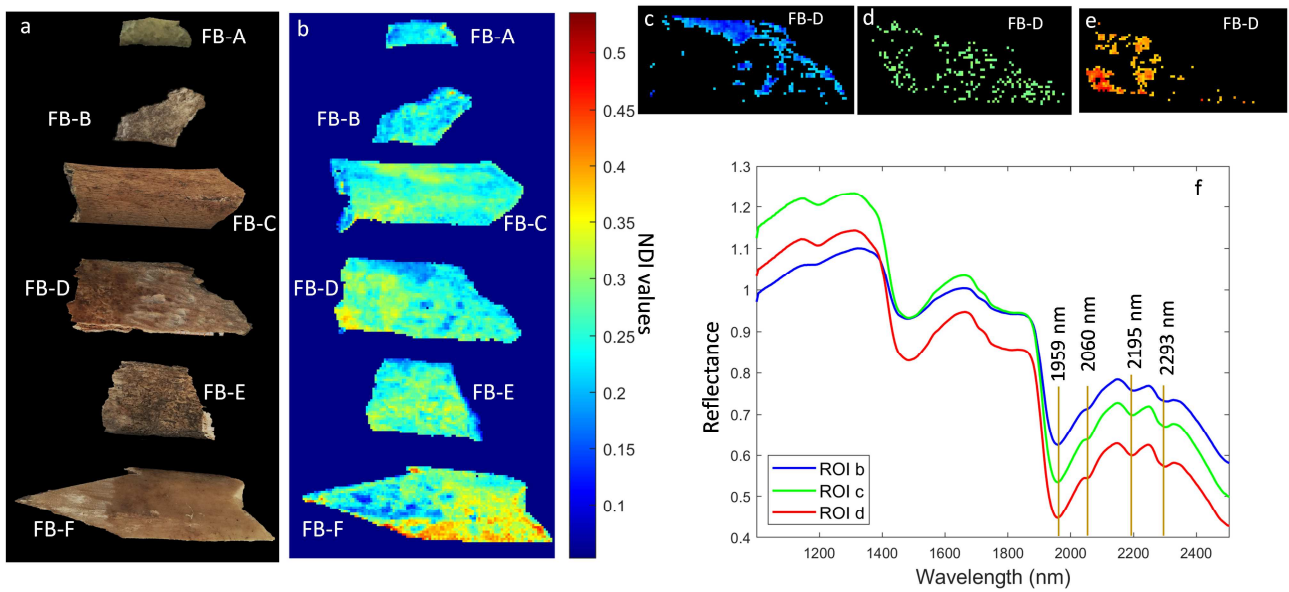 a
FB-A
FB-B
FB-C
FB-D
FB-E
FB-F
b
FB-A
FB-B
FB-C
FB-D
FB-E
FB-F
0.5
0.45
0.4
0.35
0.3
0.25
0.2
0.15
0.1
NDI values
c
FB-D
d
FB-D
e
FB-D
f
1.3
1.2
1.1
1
0.9
0.8
0.7
0.6
0.5
0.4
Reflectance
1959 nm
2060 nm
2195 nm
2293 nm
ROI b
ROI c
ROI d
1200 1400 1600 1800 2000 2200 2400
Wavelength (nm)